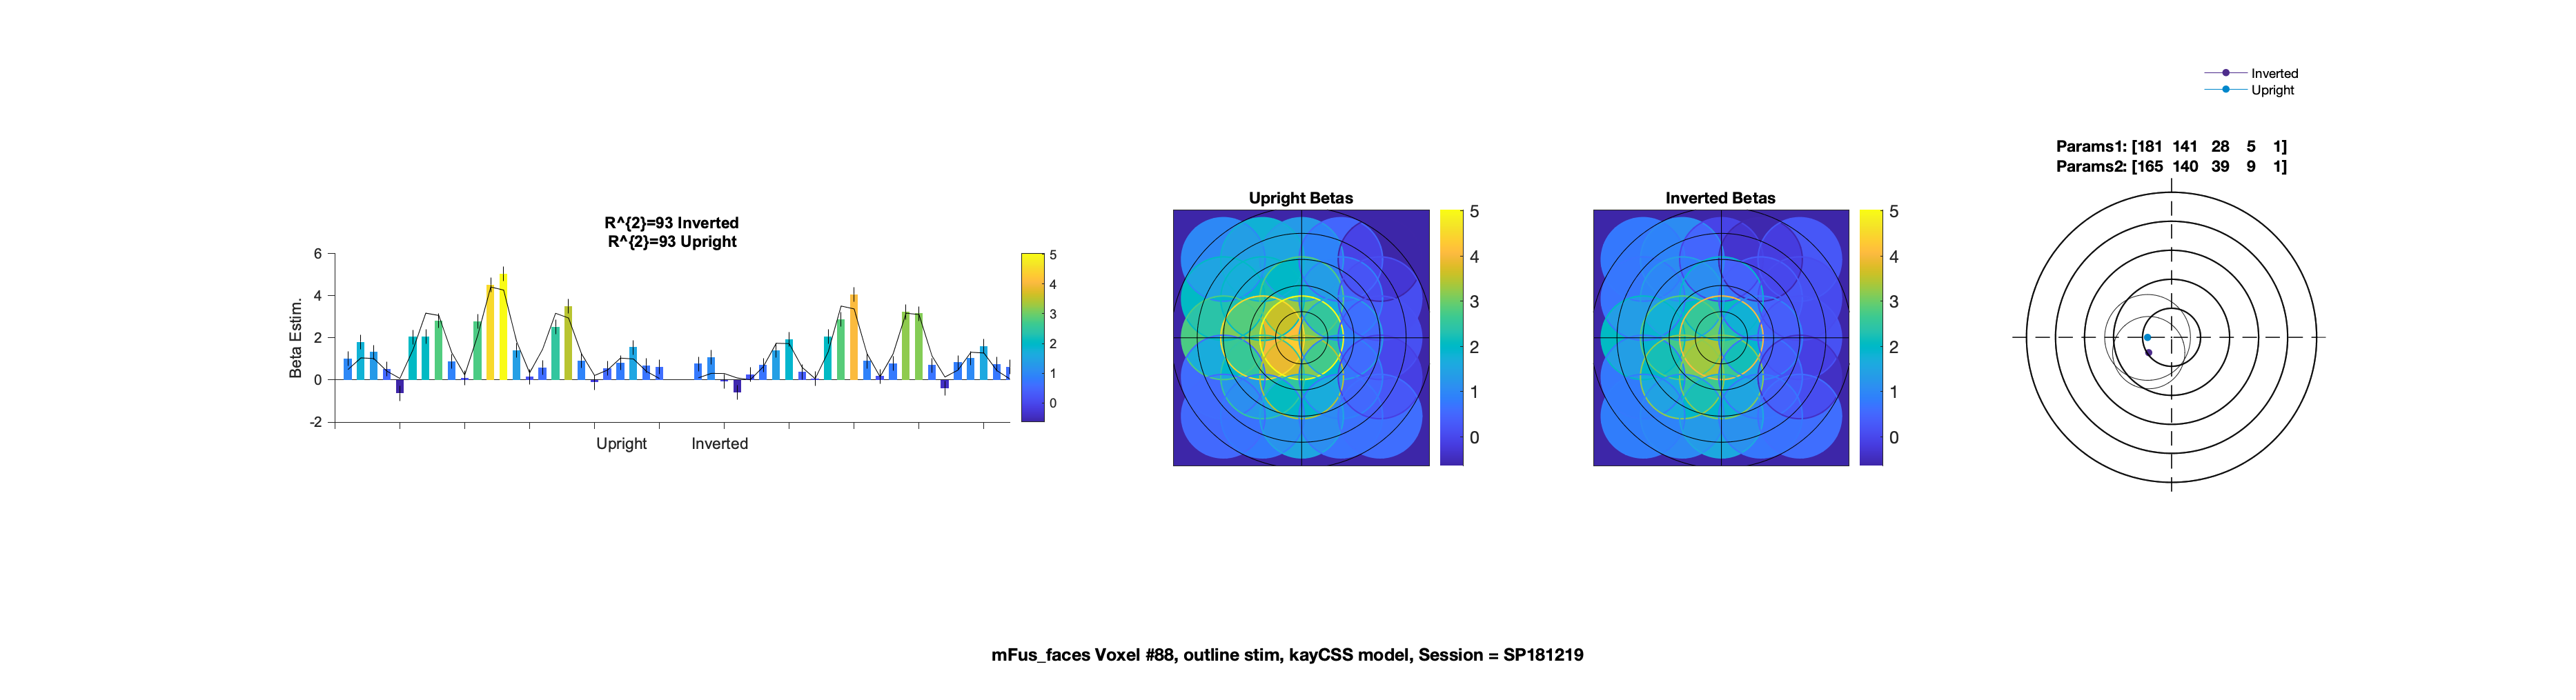 Inverted
Upright
Params1: [181 141 28 5 1]
Params2: [165 140 39 9 1]
Upright Betas
Inverted Betas
R^{2}=93 Inverted
R^{2}=93 Upright
Beta Estim.
6
4
2
0
-2
Upright
Inverted
5
4
3
2
1
0
5
4
3
2
1
0
5
4
3
2
1
0
mFus_faces Voxel #88, outline stim, kayCSS model, Session = SP181219